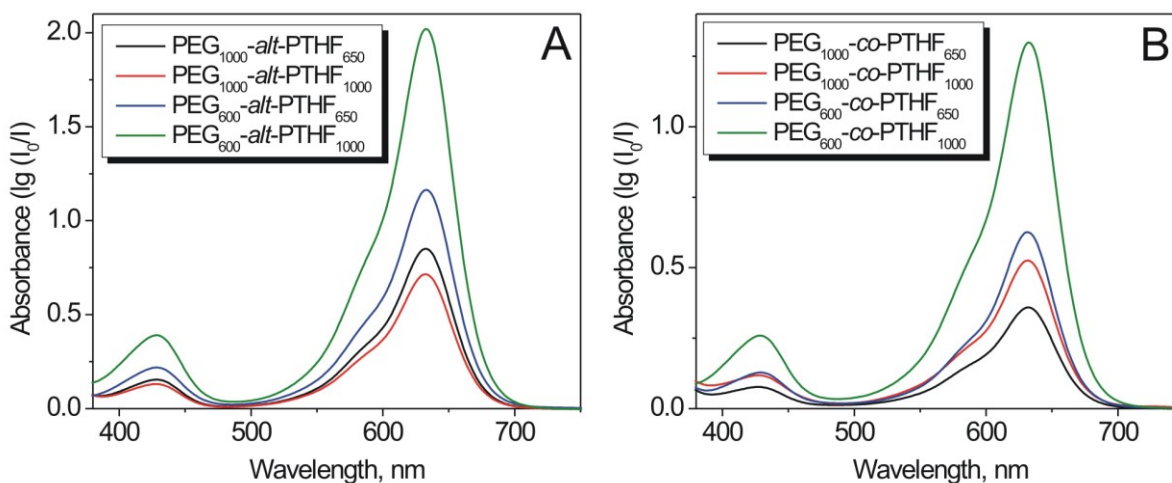 A
PEG1000-alt-PTHF650
PEG1000-alt-PTHF1000
PEG600-alt-PTHF650
PEG600-alt-PTHF1000
Absorbance (lg (I0/I)
2.0
1.5
1.0
0.5
0.0
400 500 600 700
Wavelength, nm
B
PEG1000-co-PTHF650
PEG1000-co-PTHF1000
PEG600-co-PTHF650
PEG600-co-PTHF1000
Absorbance (lg (I0/I)
1.0
0.5
0.0
400 500 600 700
Wavelength, nm